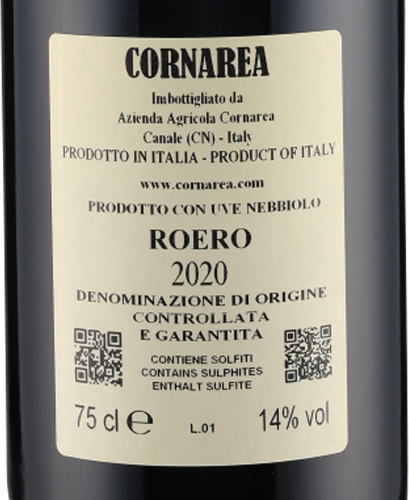 CORNAREA
Imbottigliato da
Azienda Agricola Cornarea
Canale (CN) - Italy
PRODOTTO IN ITALIA - PRODUCT OF ITALY
www.cornarea.com
PRODOTTO CON UVE NEBBIOLO
ROERO
2020
DENOMINAZIONE DI ORIGINE
CONTROLLATA
E GARANTITA
CONTIENE SOLFITI
CONTAINS SULPHITES
ENTHALT SULFITE
75 cl ℮ L.01 14% vol